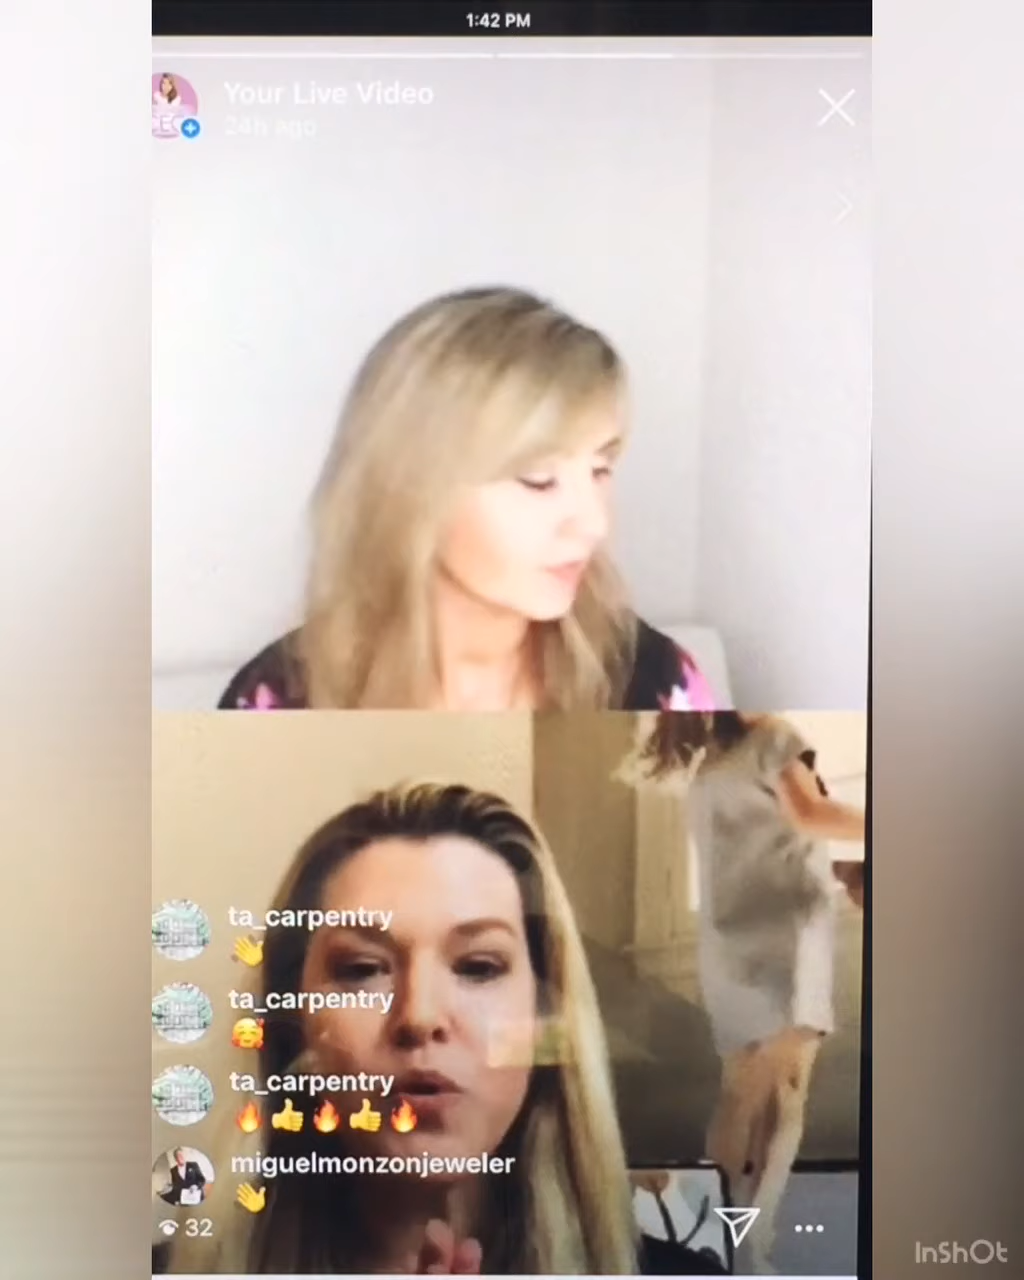 1:42 PM
Your Live Video
24h ago
ta_carpentry
👋
ta_carpentry
🥰
ta_carpentry
🔥👍🔥👍🔥
miguelmonzonjeweler
👋
32
InShOt